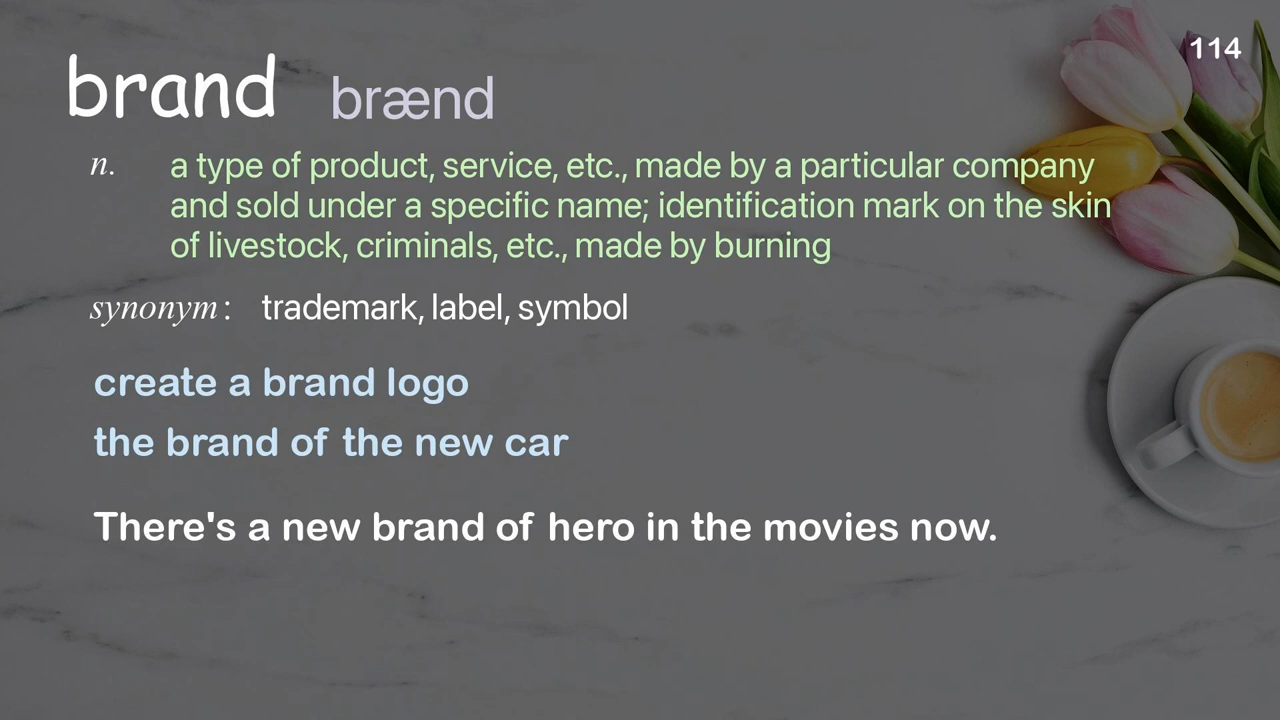 114
brand brænd
n. a type of product, service, etc., made by a particular company
and sold under a specific name; identification mark on the skin
of livestock, criminals, etc., made by burning
synonym: trademark, label, symbol
create a brand logo
the brand of the new car
There's a new brand of hero in the movies now.